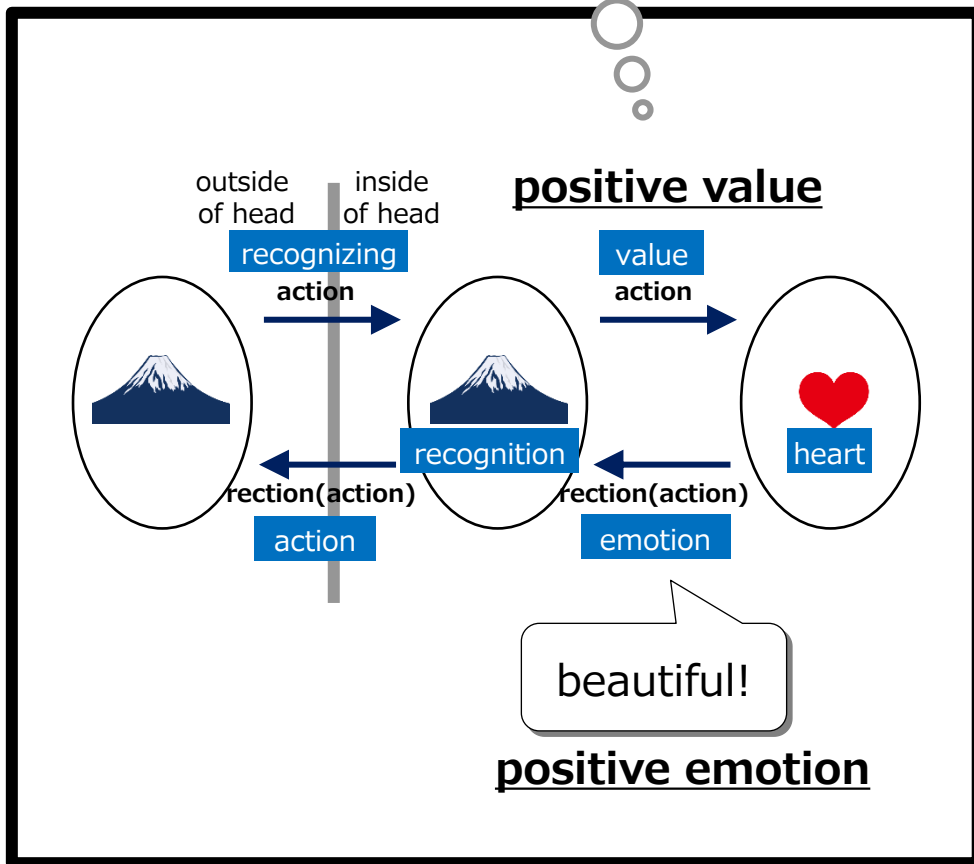 outside
of head
inside
of head
positive value
recognizing
action
value
action
recognition
heart
rection(action)
action
rection(action)
emotion
beautiful!
positive emotion